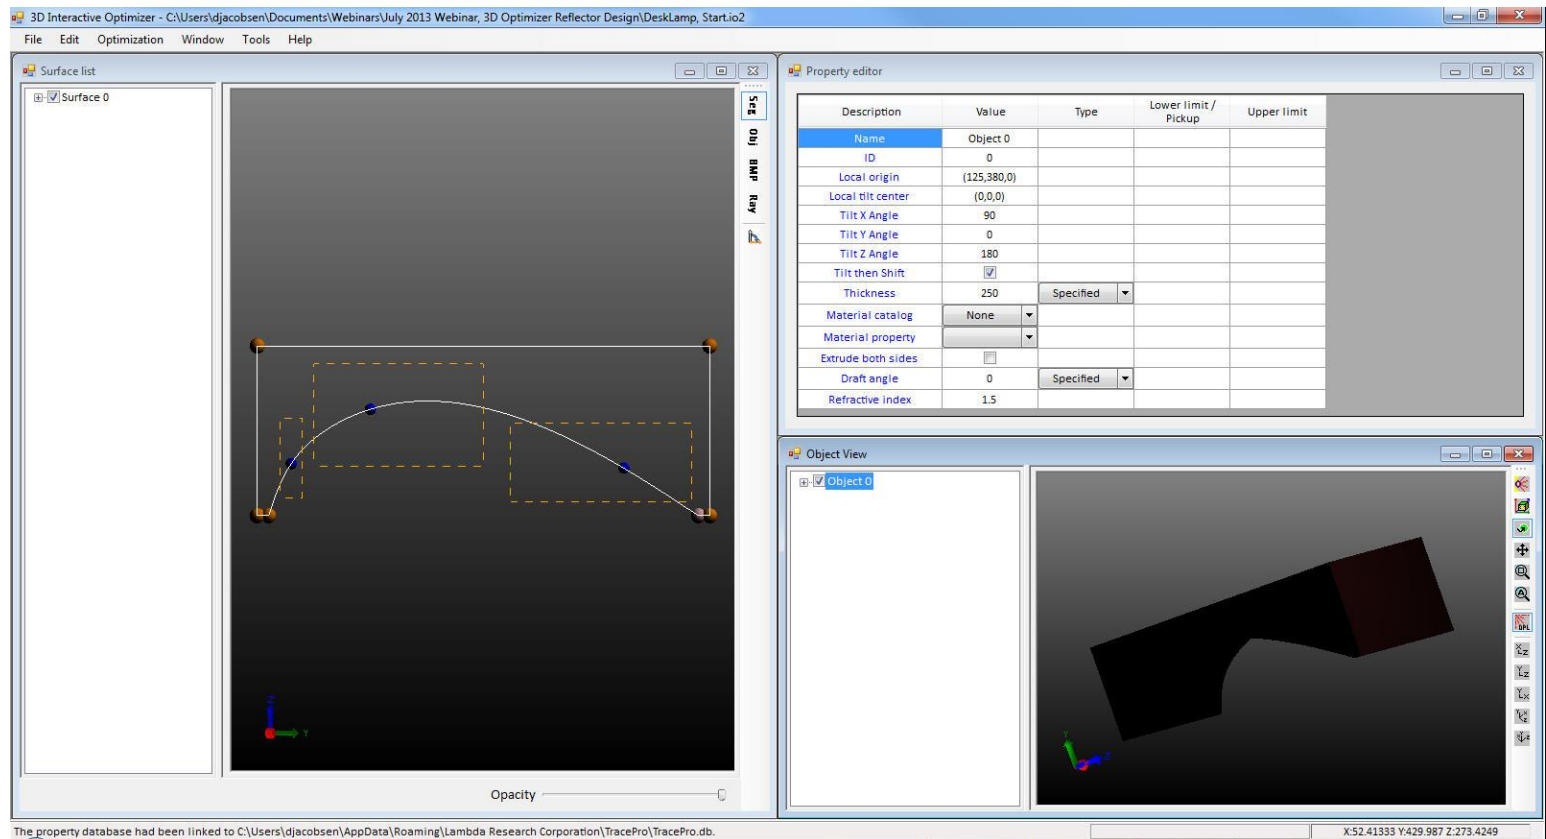 3D Interactive Optimizer - C:\Users\djacobsen\Documents\Webinars\July 2013 Webinar, 3D Optimizer Reflector Design\DeskLamp, Start.io2
File Edit Optimization Window Tools Help
Surface list
Surface 0
Seg
Obj
BMP
Ray
Y
Opacity
Property editor
Description Value Type Lower limit / Pickup Upper limit
Name Object 0
ID 0
Local origin (125,380,0)
Local tilt center (0,0,0)
Tilt X Angle 90
Tilt Y Angle 0
Tilt Z Angle 180
Tilt then Shift
Thickness 250 Specified
Material catalog None
Material property
Extrude both sides
Draft angle 0 Specified
Refractive index 1.5
Object View
Object 0
Y
Z
The property database had been linked to C:\Users\djacobsen\AppData\Roaming\Lambda Research Corporation\TracePro\TracePro.db.
X:52.41333 Y:429.987 Z:273.4249